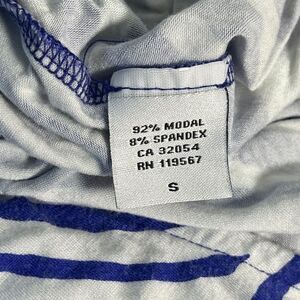 92% MODAL
8% SPANDEX
CA 32054
RN 119567
S